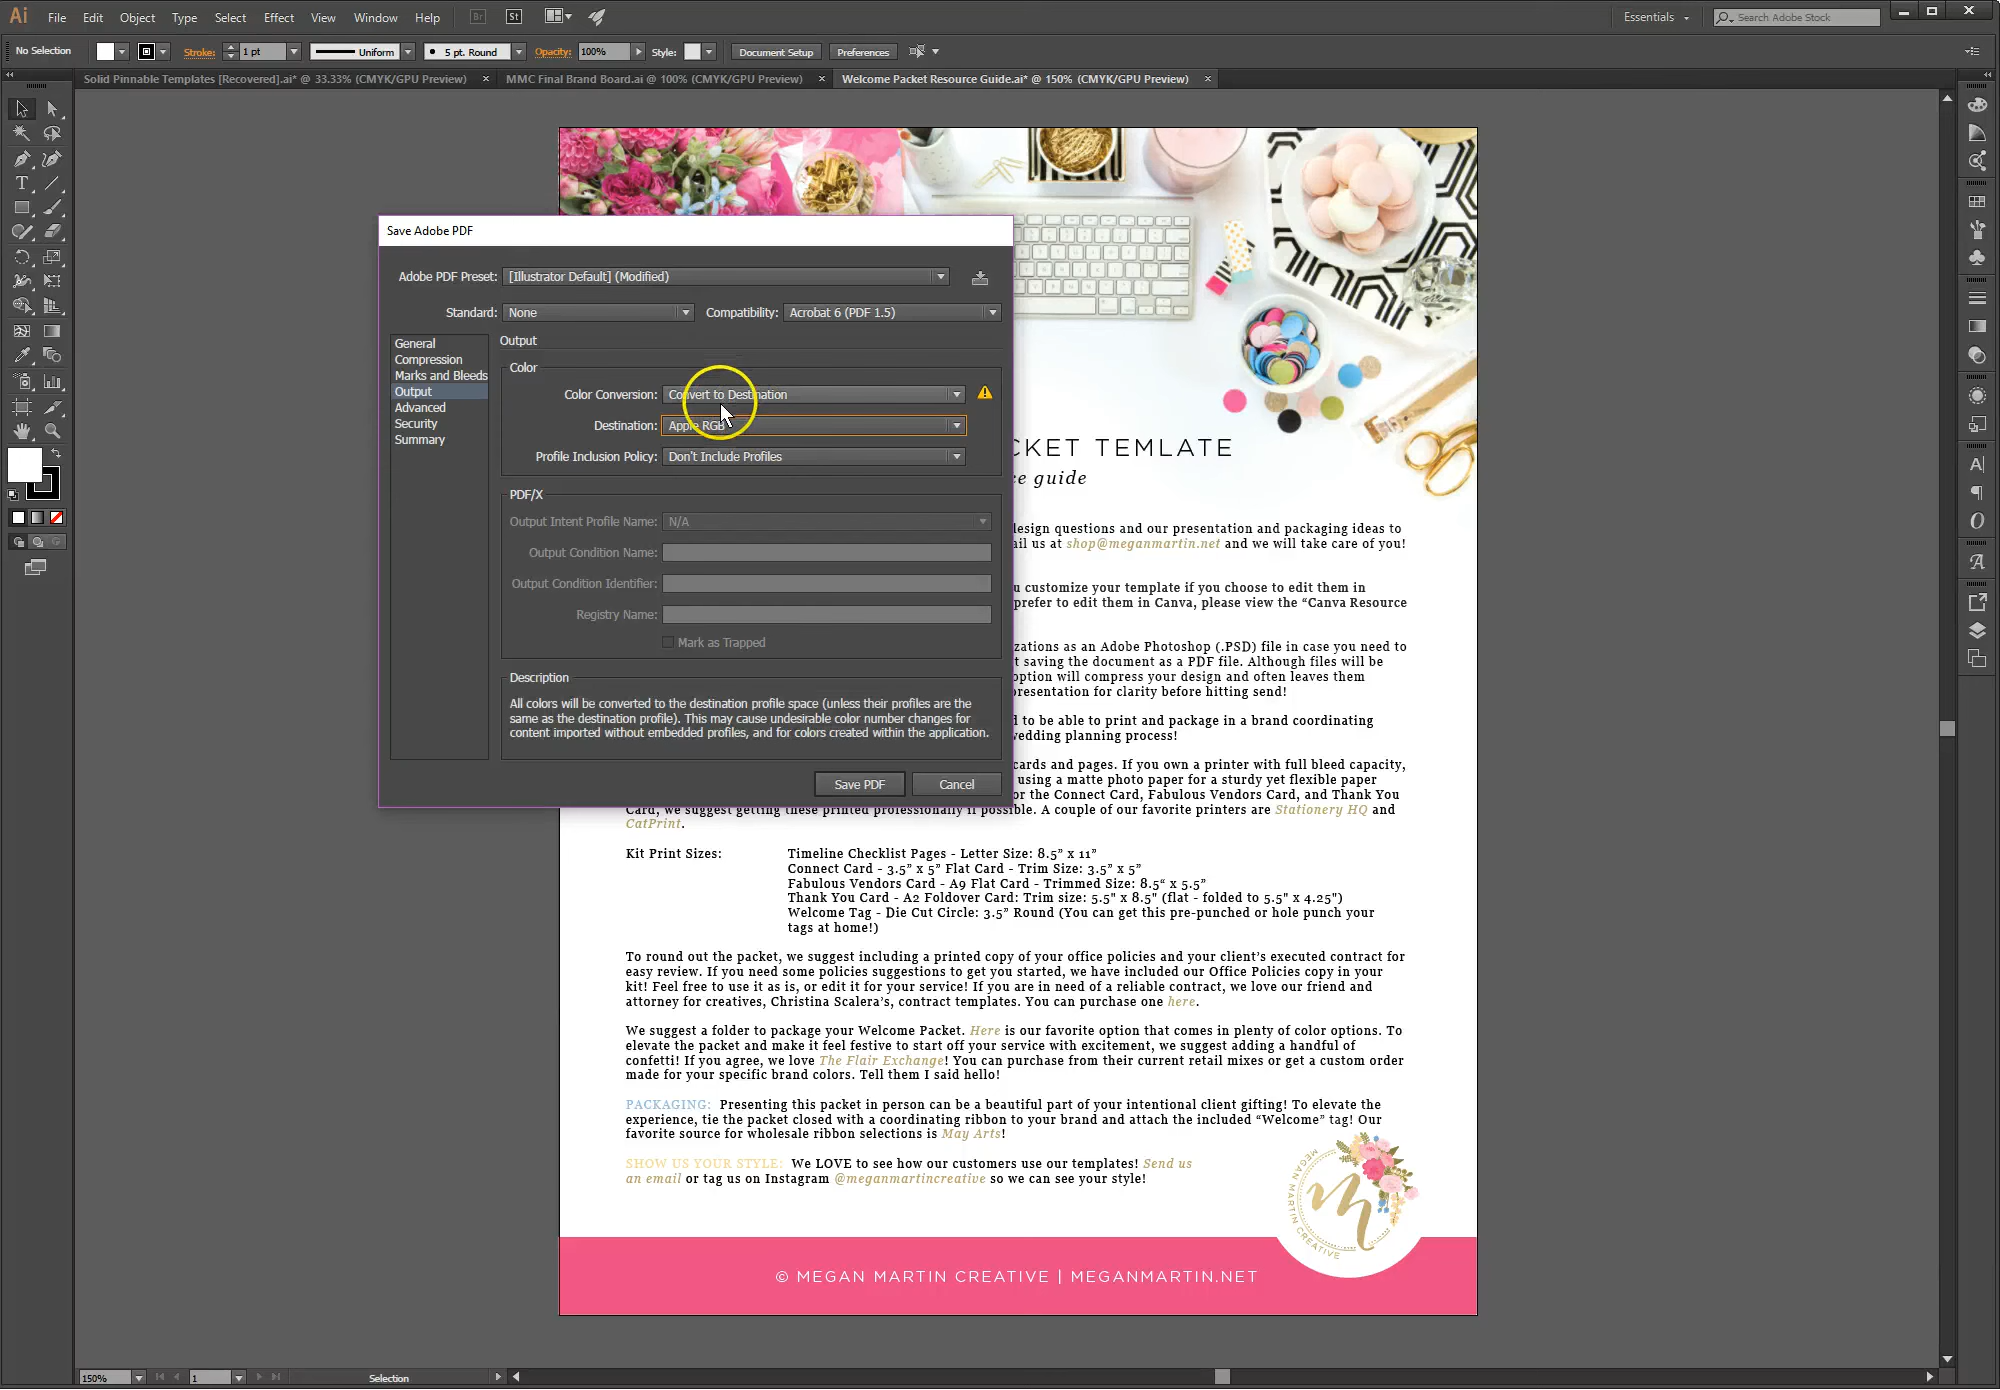 Ai File Edit Object Type Select Effect View Window Help Br St Essentials Search Adobe Stock
No Selection Stroke: 1 pt Uniform 5 pt. Round Opacity: 100% Style: Document Setup Preferences
Solid Pinnable Templates [Recovered].ai* @ 33.33% (CMYK/GPU Preview) × MMC Final Brand Board.ai @ 100% (CMYK/GPU Preview) × Welcome Packet Resource Guide.ai* @ 150% (CMYK/GPU Preview) ×
Save Adobe PDF
Adobe PDF Preset: [Illustrator Default] (Modified)
Standard: None Compatibility: Acrobat 6 (PDF 1.5)
General
Compression
Marks and Bleeds
Output
Advanced
Security
Summary
Output
Color
Color Conversion: Convert to Destination
Destination: Apple RGB
Profile Inclusion Policy: Don't Include Profiles
PDF/X
Output Intent Profile Name: N/A
Output Condition Name:
Output Condition Identifier:
Registry Name:
Mark as Trapped
Description
All colors will be converted to the destination profile space (unless their profiles are the
same as the destination profile). This may cause undesirable color number changes for
content imported without embedded profiles, and for colors created within the application.
Save PDF Cancel
CKET TEMLATE
ce guide
design questions and our presentation and packaging ideas to
ail us at shop@meganmartin.net and we will take care of you!
u customize your template if you choose to edit them in
prefer to edit them in Canva, please view the “Canva Resource
zations as an Adobe Photoshop (.PSD) file in case you need to
t saving the document as a PDF file. Although files will be
option will compress your design and often leaves them
presentation for clarity before hitting send!
d to be able to print and package in a brand coordinating
wedding planning process!
cards and pages. If you own a printer with full bleed capacity,
using a matte photo paper for a sturdy yet flexible paper
or the Connect Card, Fabulous Vendors Card, and Thank You
Card, we suggest getting these printed professionally if possible. A couple of our favorite printers are Stationery HQ and
CatPrint.
Kit Print Sizes: Timeline Checklist Pages - Letter Size: 8.5” x 11”
Connect Card - 3.5” x 5” Flat Card - Trim Size: 3.5” x 5”
Fabulous Vendors Card - A9 Flat Card - Trimmed Size: 8.5“ x 5.5”
Thank You Card - A2 Foldover Card: Trim size: 5.5" x 8.5" (flat - folded to 5.5" x 4.25")
Welcome Tag - Die Cut Circle: 3.5” Round (You can get this pre-punched or hole punch your
tags at home!)
To round out the packet, we suggest including a printed copy of your office policies and your client’s executed contract for
easy review. If you need some policies suggestions to get you started, we have included our Office Policies copy in your
kit! Feel free to use it as is, or edit it for your service! If you are in need of a reliable contract, we love our friend and
attorney for creatives, Christina Scalera’s, contract templates. You can purchase one here.
We suggest a folder to package your Welcome Packet. Here is our favorite option that comes in plenty of color options. To
elevate the packet and make it feel festive to start off your service with excitement, we suggest adding a handful of
confetti! If you agree, we love The Flair Exchange! You can purchase from their current retail mixes or get a custom order
made for your specific brand colors. Tell them I said hello!
PACKAGING: Presenting this packet in person can be a beautiful part of your intentional client gifting! To elevate the
experience, tie the packet closed with a coordinating ribbon to your brand and attach the included “Welcome” tag! Our
favorite source for wholesale ribbon selections is May Arts!
SHOW US YOUR STYLE: We LOVE to see how our customers use our templates! Send us
an email or tag us on Instagram @meganmartincreative so we can see your style!
m
MEGAN MARTIN CREATIVE
© MEGAN MARTIN CREATIVE | MEGANMARTIN.NET
150% 1 Selection